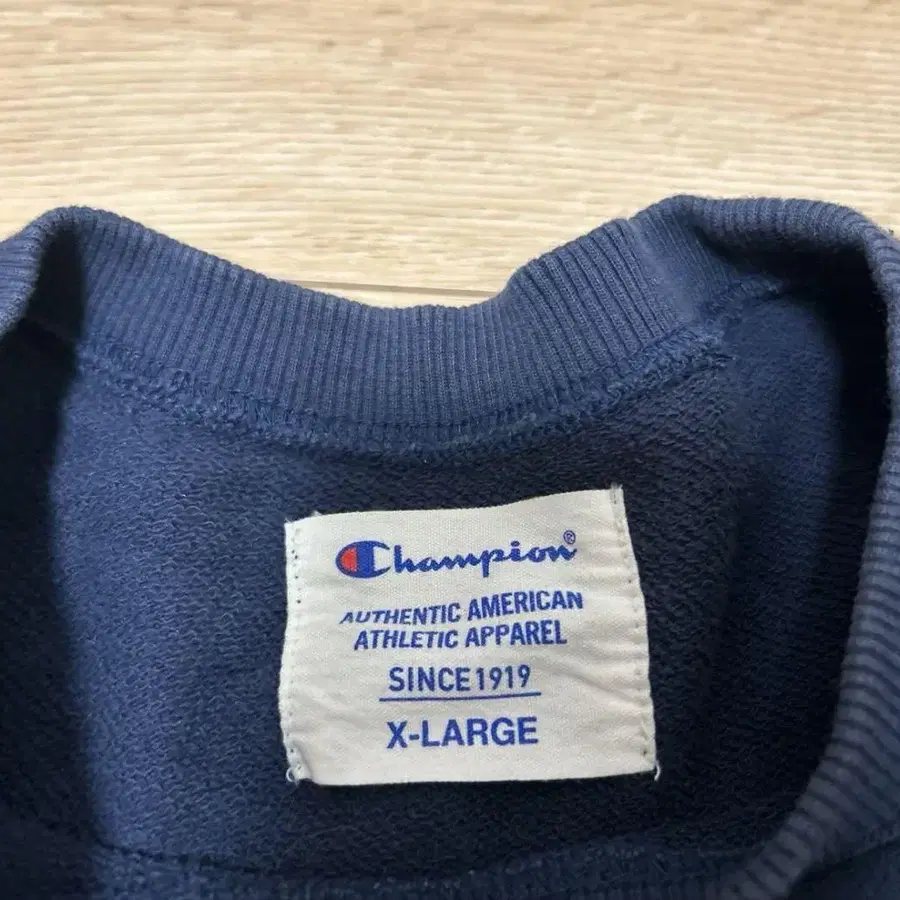 Champion®
AUTHENTIC AMERICAN
ATHLETIC APPAREL
SINCE 1919
X-LARGE